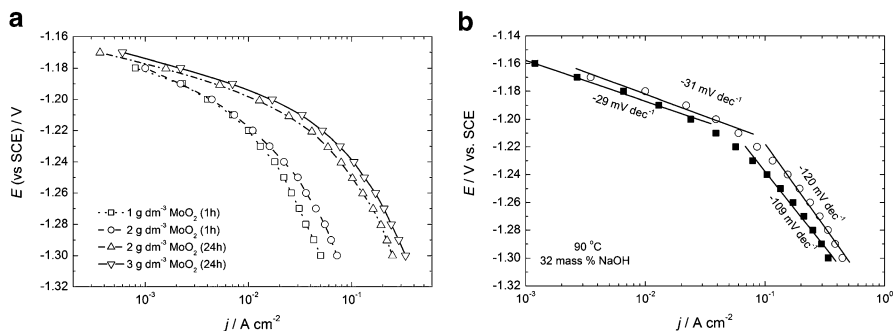 a
-1.16
-1.18
-1.20
-1.22
-1.24
-1.26
-1.28
-1.30
-1.32
E (vs SCE) / V
1 g dm⁻³ MoO₂ (1h)
2 g dm⁻³ MoO₂ (1h)
2 g dm⁻³ MoO₂ (24h)
3 g dm⁻³ MoO₂ (24h)
10⁻³ 10⁻² 10⁻¹
j / A cm⁻²
b
-1.14
-1.16
-1.18
-1.20
-1.22
-1.24
-1.26
-1.28
-1.30
-1.32
E / V vs. SCE
-31 mV dec⁻¹
-29 mV dec⁻¹
-120 mV dec⁻¹
-109 mV dec⁻¹
90 °C
32 mass % NaOH
10⁻³ 10⁻² 10⁻¹ 10⁰
j / A cm⁻²